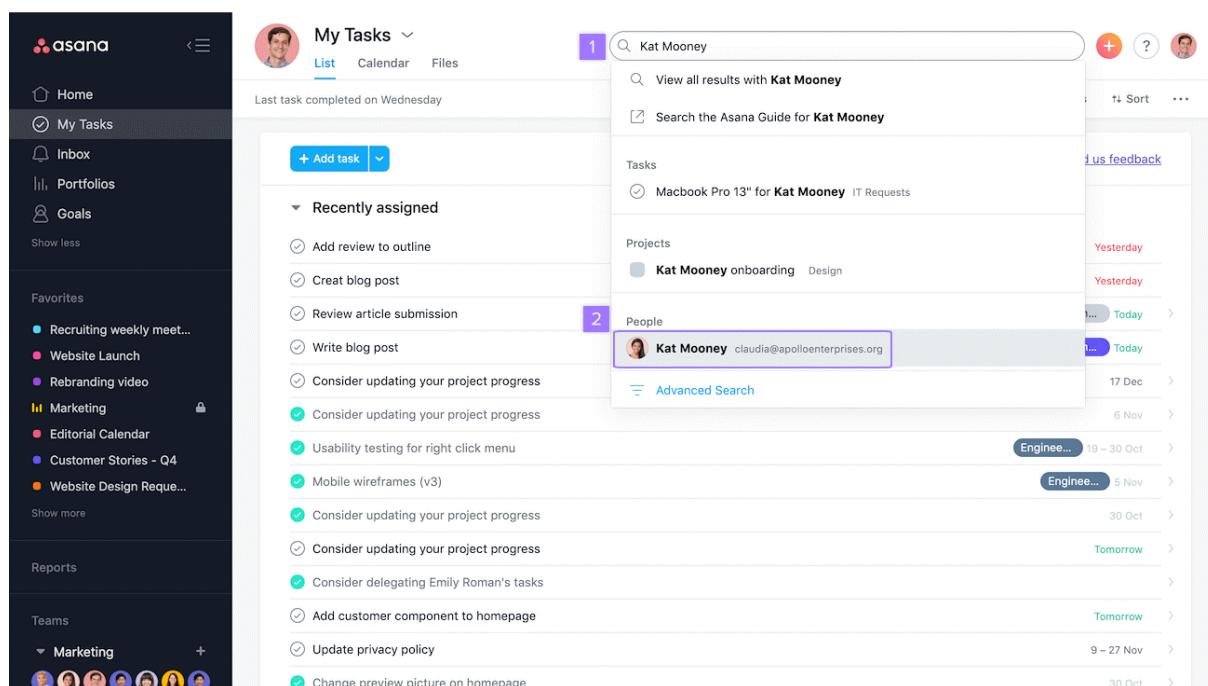 asana
Home
My Tasks
Inbox
Portfolios
Goals
Show less
Favorites
Recruiting weekly meet...
Website Launch
Rebranding video
Marketing
Editorial Calendar
Customer Stories - Q4
Website Design Reque...
Show more
Reports
Teams
Marketing
My Tasks
List Calendar Files
Last task completed on Wednesday
Sort
+ Add task
d us feedback
Recently assigned
Add review to outline Yesterday
Creat blog post Yesterday
Review article submission Today
Write blog post Today
Consider updating your project progress 17 Dec
Consider updating your project progress 6 Nov
Usability testing for right click menu Enginee... 19 – 30 Oct
Mobile wireframes (v3) Enginee... 5 Nov
Consider updating your project progress 30 Oct
Consider updating your project progress Tomorrow
Consider delegating Emily Roman's tasks
Add customer component to homepage Tomorrow
Update privacy policy 9 – 27 Nov
Change preview picture on homepage 30 Oct
1 Kat Mooney + ?
View all results with Kat Mooney
Search the Asana Guide for Kat Mooney
Tasks
Macbook Pro 13" for Kat Mooney IT Requests
Projects
Kat Mooney onboarding Design
2 People
Kat Mooney claudia@apolloenterprises.org
Advanced Search